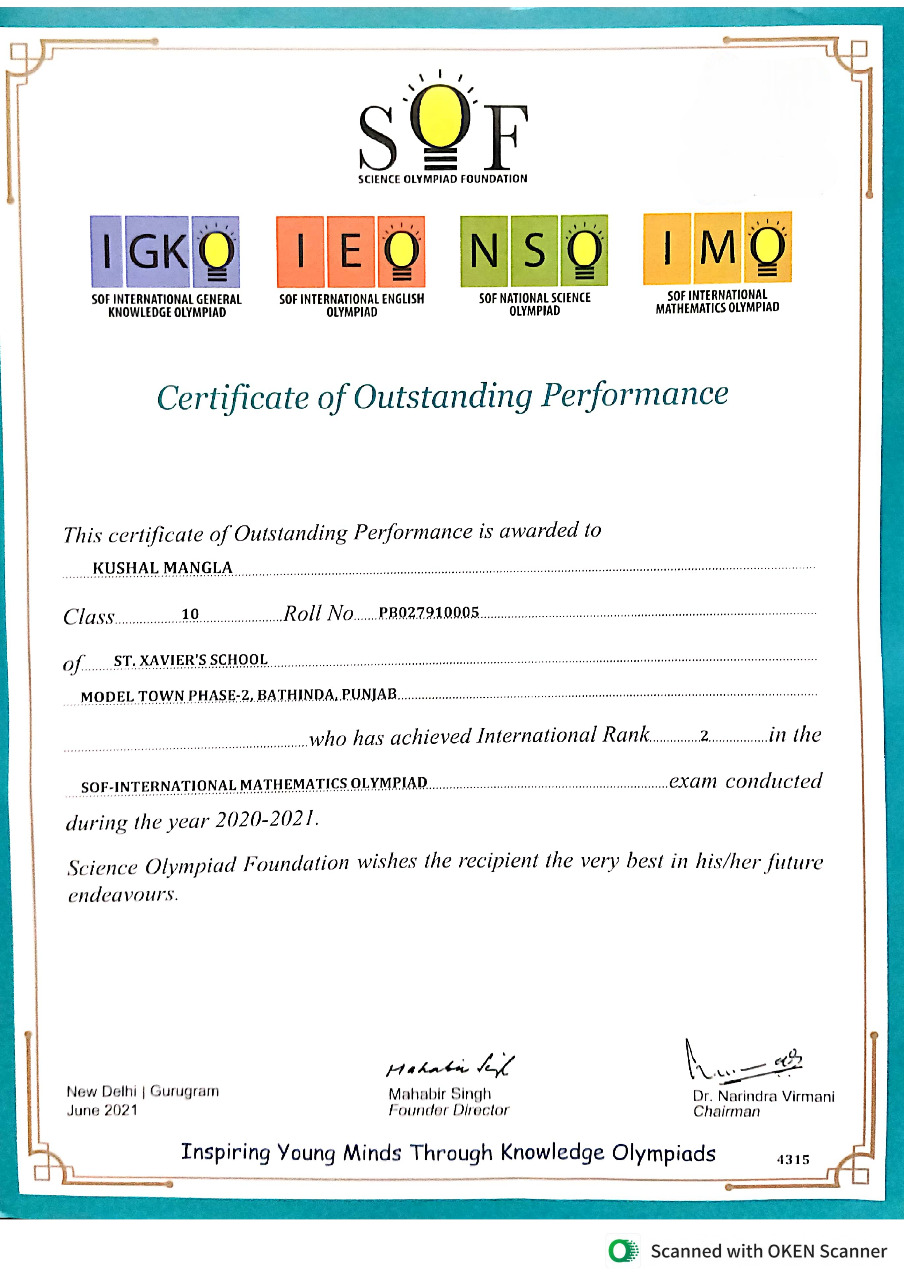 SOF
SCIENCE OLYMPIAD FOUNDATION
IGKO IEO NSO IMO
SOF INTERNATIONAL GENERAL KNOWLEDGE OLYMPIAD
SOF INTERNATIONAL ENGLISH OLYMPIAD
SOF NATIONAL SCIENCE OLYMPIAD
SOF INTERNATIONAL MATHEMATICS OLYMPIAD
Certificate of Outstanding Performance
This certificate of Outstanding Performance is awarded to
KUSHAL MANGLA
Class 10 Roll No PB027910005
of ST. XAVIER'S SCHOOL
MODEL TOWN PHASE-2, BATHINDA, PUNJAB
who has achieved International Rank 2 in the
SOF-INTERNATIONAL MATHEMATICS OLYMPIAD exam conducted
during the year 2020-2021.
Science Olympiad Foundation wishes the recipient the very best in his/her future
endeavours.
Mahabir Singh
New Delhi | Gurugram
June 2021
Mahabir Singh
Founder Director
Dr. Narindra Virmani
Chairman
Inspiring Young Minds Through Knowledge Olympiads
4315
Scanned with OKEN Scanner